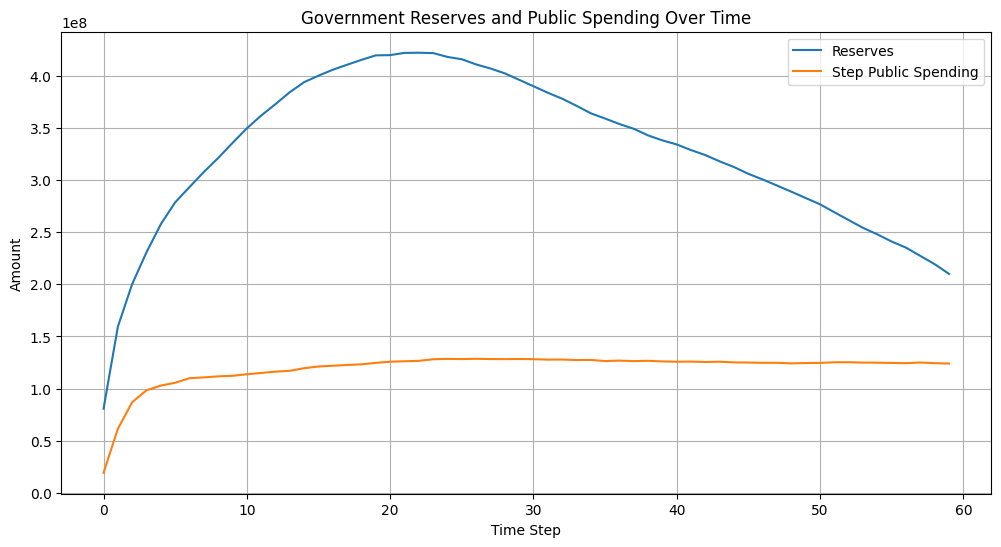 Government Reserves and Public Spending Over Time
1e8
Reserves
Step Public Spending
4.0
3.5
3.0
2.5
2.0
1.5
1.0
0.5
0.0
Amount
0 10 20 30 40 50 60
Time Step